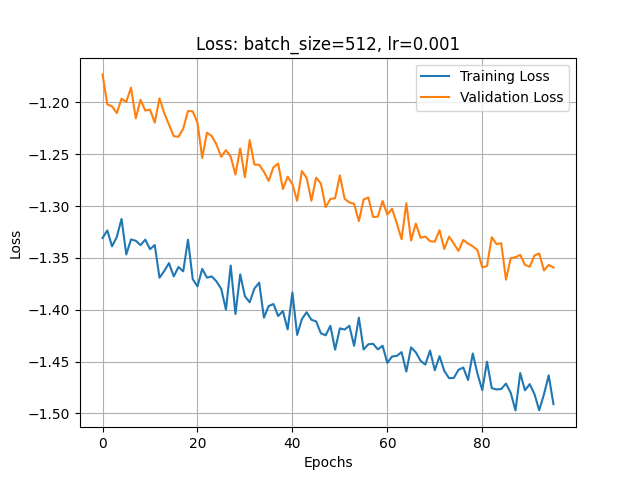 Loss: batch_size=512, lr=0.001
Training Loss
Validation Loss
−1.20
−1.25
−1.30
−1.35
−1.40
−1.45
−1.50
Loss
0 20 40 60 80
Epochs